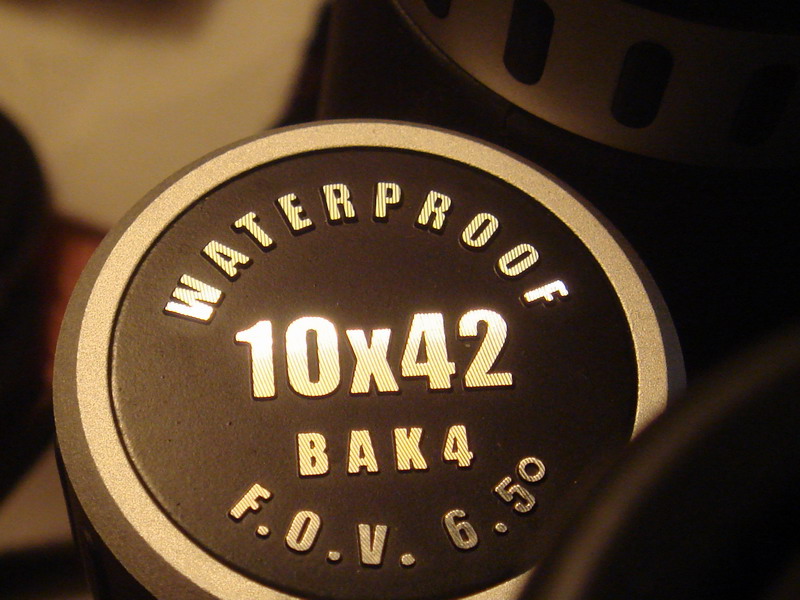 WATERPROOF
10x42
BAK4
F.O.V. 6.5°